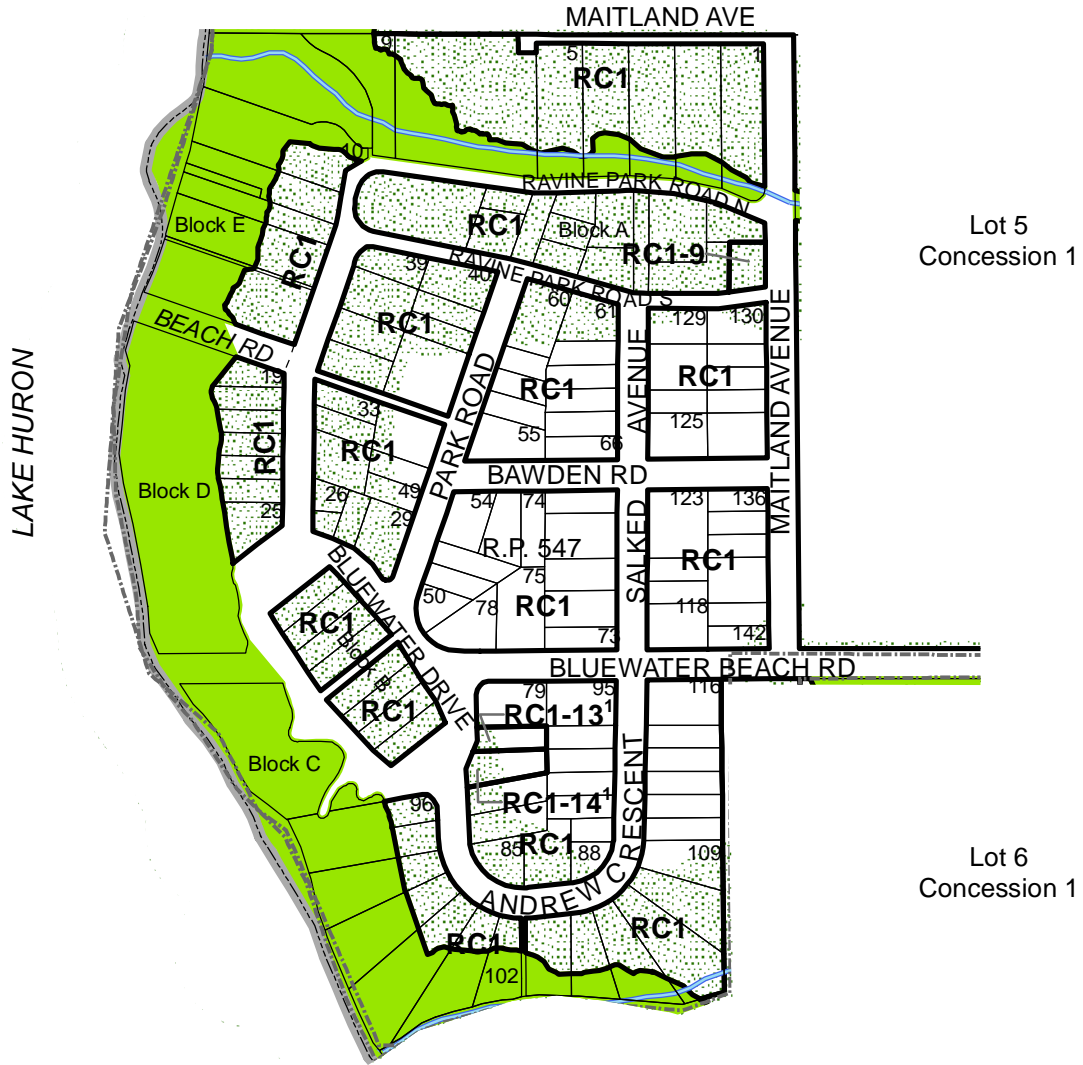 MAITLAND AVE
9
5
1
RC1
10
RAVINE PARK ROAD N
Block E
RC1
RC1
Block A
RC1-9
Lot 5
Concession 1
39
40
RAVINE PARK ROAD S
60
61
129
130
RC1
BEACH RD
LAKE HURON
PARK ROAD
RC1
AVENUE
RC1
MAITLAND AVENUE
19
33
RC1
RC1
55
66
125
Block D
25
26
49
29
BAWDEN RD
54
74
123
136
R.P. 547
SALKED
RC1
75
50
78
RC1
118
73
142
BLUEWATER DRIVE
RC1
Block B
RC1
BLUEWATER BEACH RD
79
95
116
RC1-13¹
Block C
RC1-14¹
96
RC1
85
88
109
ANDREW CRESCENT
Lot 6
Concession 1
RC1
RC1
102